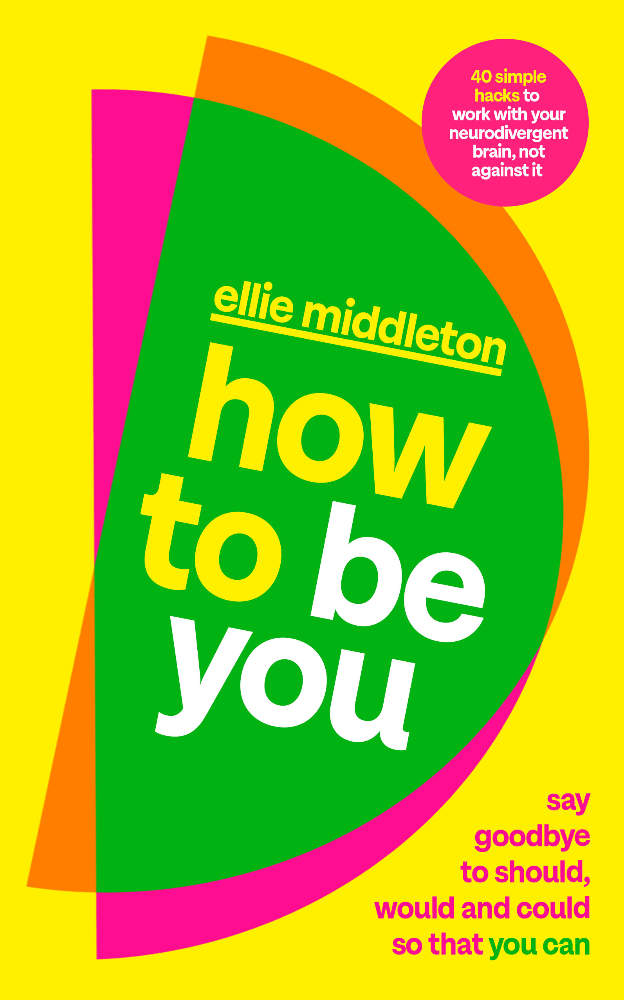 40 simple
hacks to
work with your
neurodivergent
brain, not
against it
ellie middleton
how
to be
you
say
goodbye
to should,
would and could
so that you can